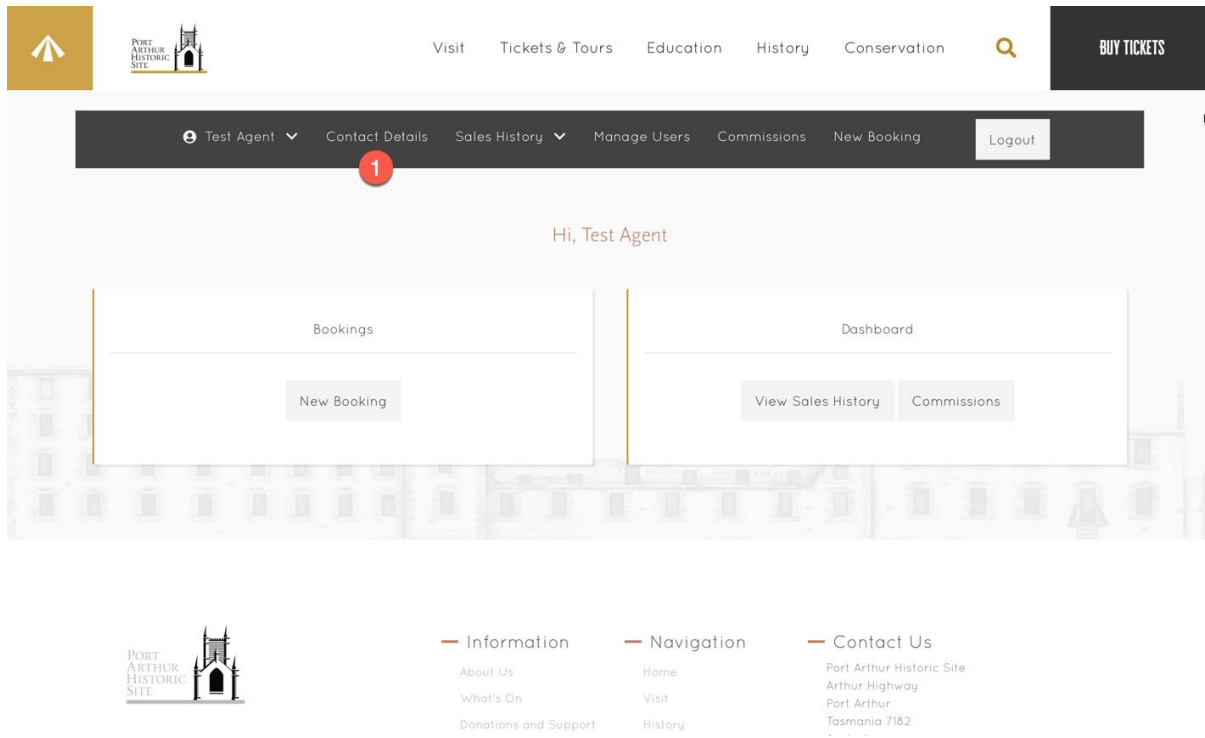 PORT
ARTHUR
HISTORIC
SITE
Visit Tickets & Tours Education History Conservation BUY TICKETS
Test Agent Contact Details Sales History Manage Users Commissions New Booking Logout
1
Hi, Test Agent
Bookings
New Booking
Dashboard
View Sales History Commissions
PORT
ARTHUR
HISTORIC
SITE
Information
About Us
What's On
Donations and Support
Navigation
Home
Visit
History
Contact Us
Port Arthur Historic Site
Arthur Highway
Port Arthur
Tasmania 7182